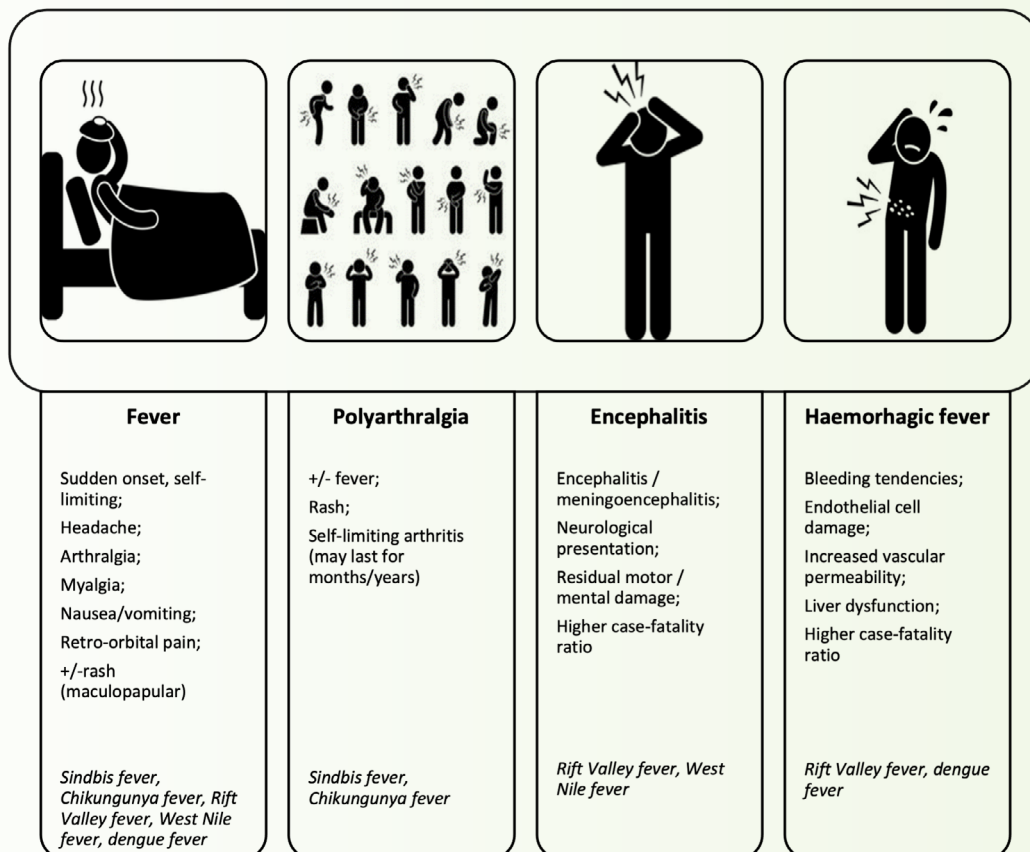 Fever
Sudden onset, self-
limiting;
Headache;
Arthralgia;
Myalgia;
Nausea/vomiting;
Retro-orbital pain;
+/-rash
(maculopapular)
Sindbis fever,
Chikungunya fever, Rift
Valley fever, West Nile
fever, dengue fever
Polyarthralgia
+/- fever;
Rash;
Self-limiting arthritis
(may last for
months/years)
Sindbis fever,
Chikungunya fever
Encephalitis
Encephalitis /
meningoencephalitis;
Neurological
presentation;
Residual motor /
mental damage;
Higher case-fatality
ratio
Rift Valley fever, West
Nile fever
Haemorhagic fever
Bleeding tendencies;
Endothelial cell
damage;
Increased vascular
permeability;
Liver dysfunction;
Higher case-fatality
ratio
Rift Valley fever, dengue
fever